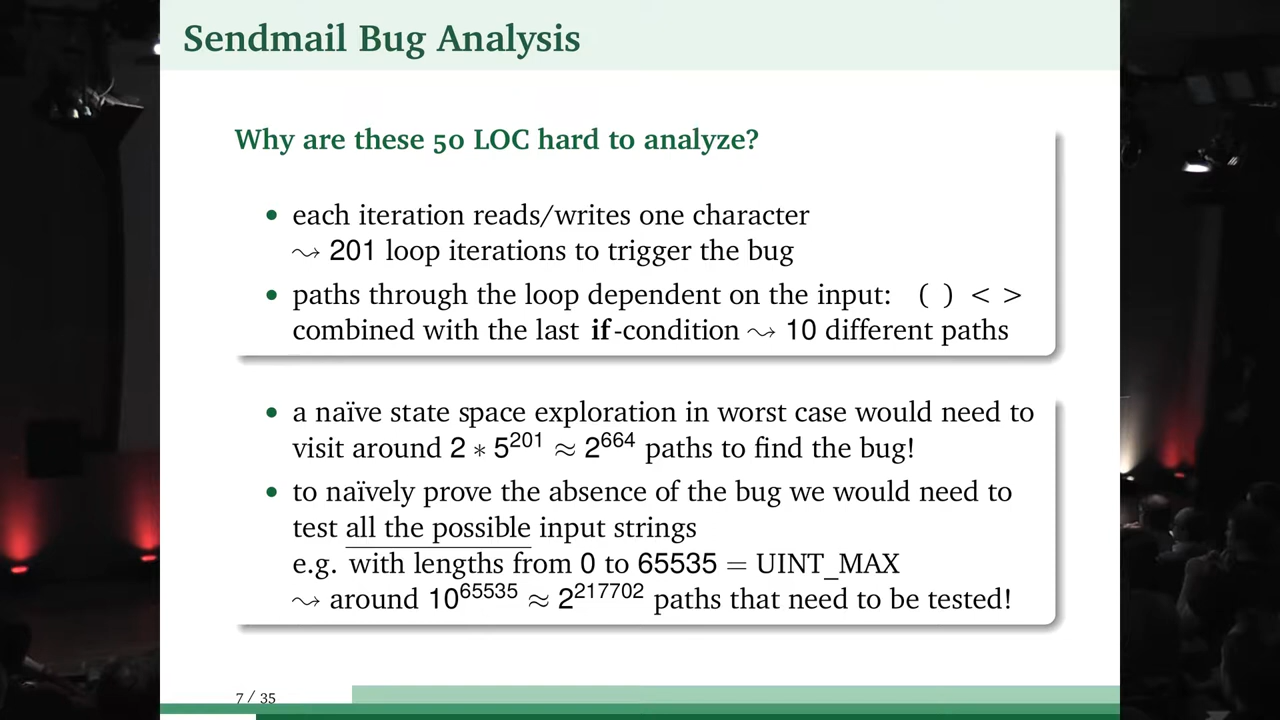 Sendmail Bug Analysis
Why are these 50 LOC hard to analyze?
• each iteration reads/writes one character
⤳ 201 loop iterations to trigger the bug
• paths through the loop dependent on the input: ( ) < >
combined with the last if-condition ⤳ 10 different paths
• a naïve state space exploration in worst case would need to
visit around 2 ∗ 5^201 ≈ 2^664 paths to find the bug!
• to naïvely prove the absence of the bug we would need to
test all the possible input strings
e.g. with lengths from 0 to 65535 = UINT_MAX
⤳ around 10^65535 ≈ 2^217702 paths that need to be tested!
7 / 35